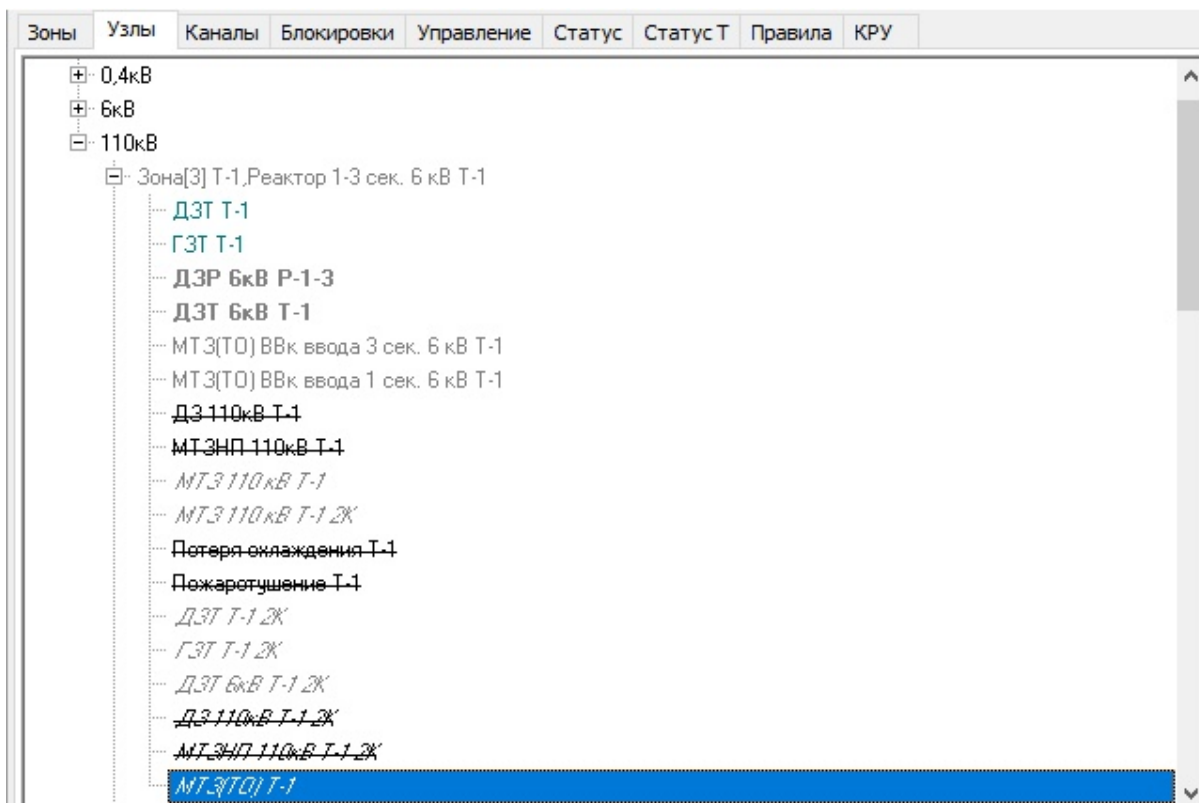 Зоны Узлы Каналы Блокировки Управление Статус Статус Т Правила КРУ
0,4кВ
6кВ
110кВ
Зона[3] Т-1,Реактор 1-3 сек. 6 кВ Т-1
ДЗТ Т-1
ГЗТ Т-1
ДЗР 6кВ Р-1-3
ДЗТ 6кВ Т-1
МТЗ(ТО) ВВк ввода 3 сек. 6 кВ Т-1
МТЗ(ТО) ВВк ввода 1 сек. 6 кВ Т-1
ДЗ 110кВ Т-1
МТЗНП 110кВ Т-1
МТЗ 110 кВ Т-1
МТЗ 110 кВ Т-1 2К
Потеря охлаждения Т-1
Пожаротушение Т-1
ДЗТ Т-1 2К
ГЗТ Т-1 2К
ДЗТ 6кВ Т-1 2К
ДЗ 110кВ Т-1 2К
МТЗНП 110кВ Т-1 2К
МТЗ(ТО) Т-1